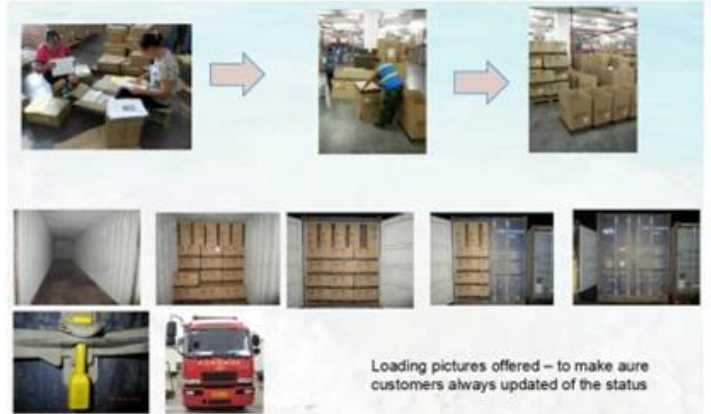 Loading pictures offered – to make aure
customers always updated of the status